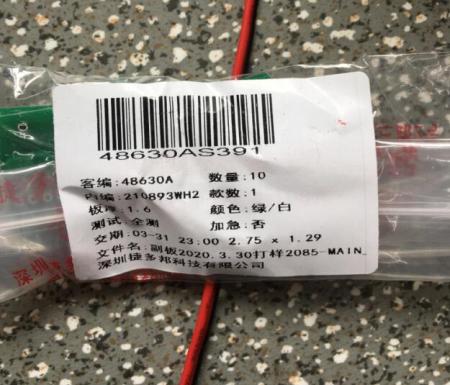 48630AS391
客编:48630A 数量:10
内编:210893WH2 款数:1
板厚:1.6 颜色:绿/白
测试:全测 加急:否
交期:03-31 23:00 2.75 x 1.29
文件名:副板2020.3.30打样2085-MAIN_
深圳捷多邦科技有限公司